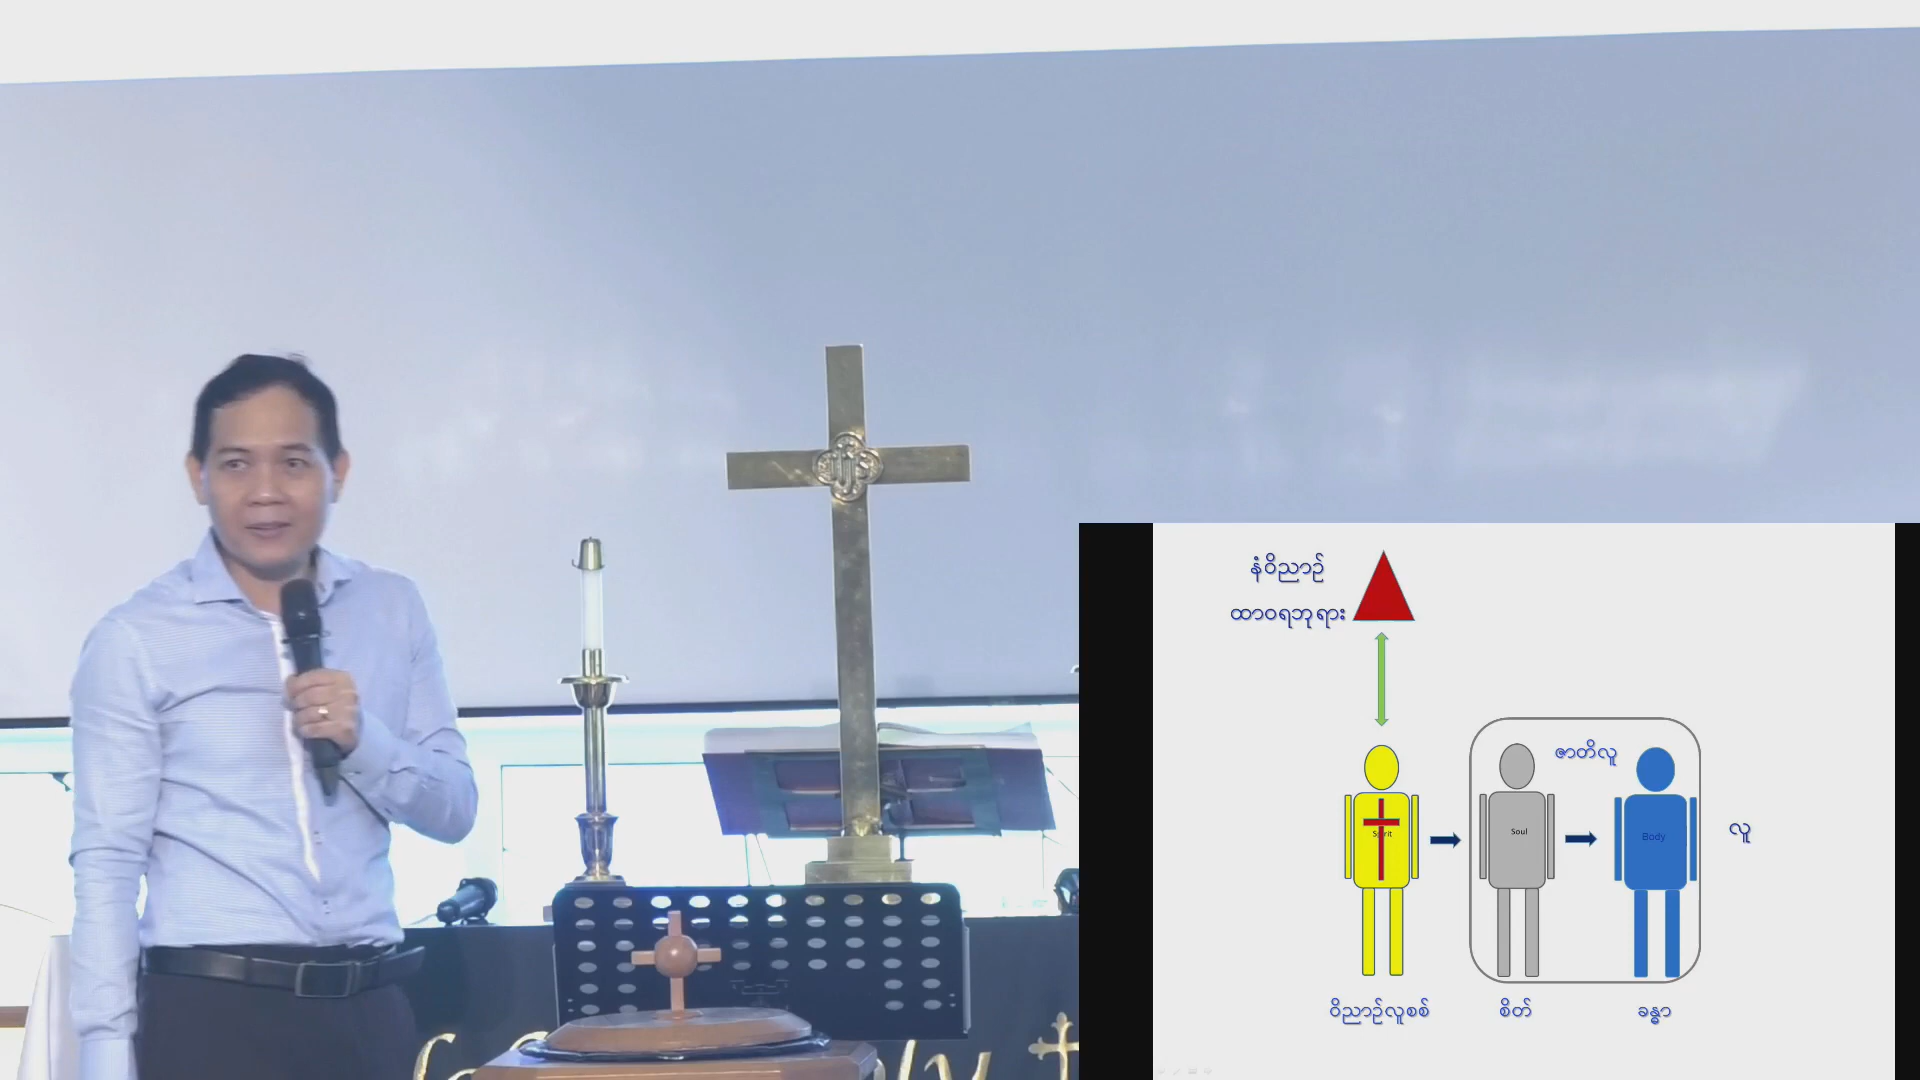 IHS
နံဝိညာဉ်
ထာဝရဘုရား
ဇာတိလူ
Spirit
Soul
Body
လူ
ဝိညာဉ်လူစစ်
စိတ်
ခန္ဓာ